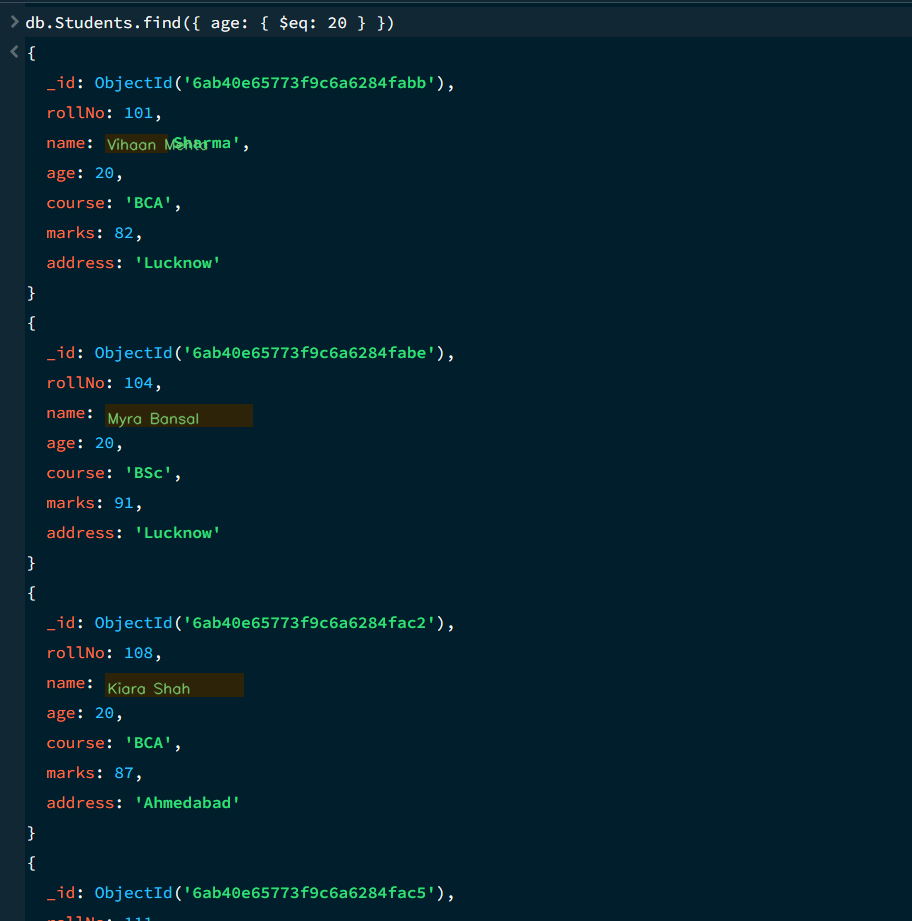 db.Students.find({ age: { $eq: 20 } })
{
_id: ObjectId('6ab40e65773f9c6a6284fabb'),
rollNo: 101,
name: Vihaan Mehta Sharma',
age: 20,
course: 'BCA',
marks: 82,
address: 'Lucknow'
}
{
_id: ObjectId('6ab40e65773f9c6a6284fabe'),
rollNo: 104,
name: Myra Bansal
age: 20,
course: 'BSc',
marks: 91,
address: 'Lucknow'
}
{
_id: ObjectId('6ab40e65773f9c6a6284fac2'),
rollNo: 108,
name: Kiara Shah
age: 20,
course: 'BCA',
marks: 87,
address: 'Ahmedabad'
}
{
_id: ObjectId('6ab40e65773f9c6a6284fac5'),
rollNo: 111,